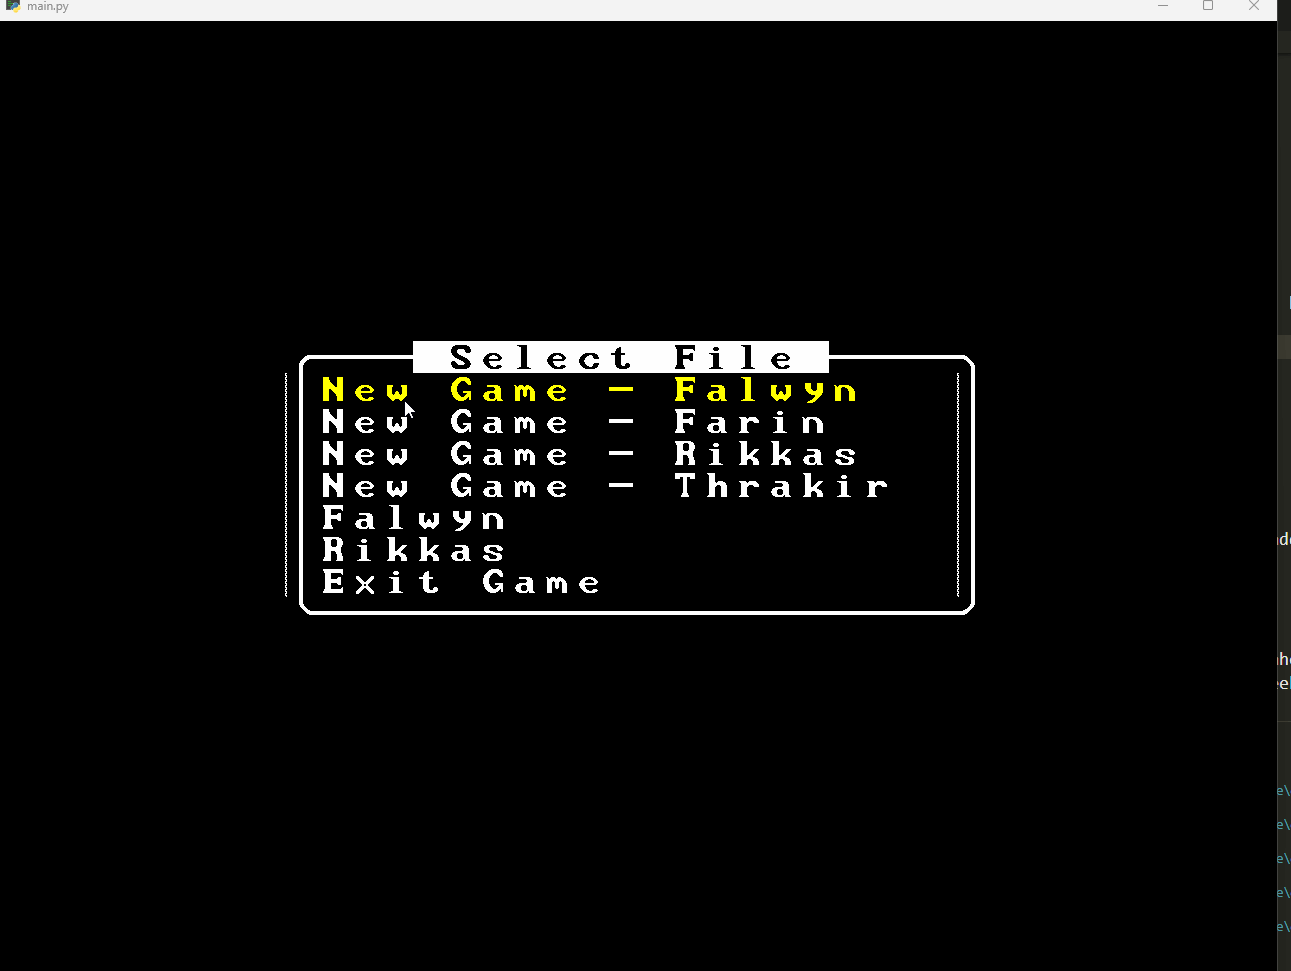 main.py
Select File
New Game - Falwyn
New Game - Farin
New Game - Rikkas
New Game - Thrakir
Falwyn
Rikkas
Exit Game